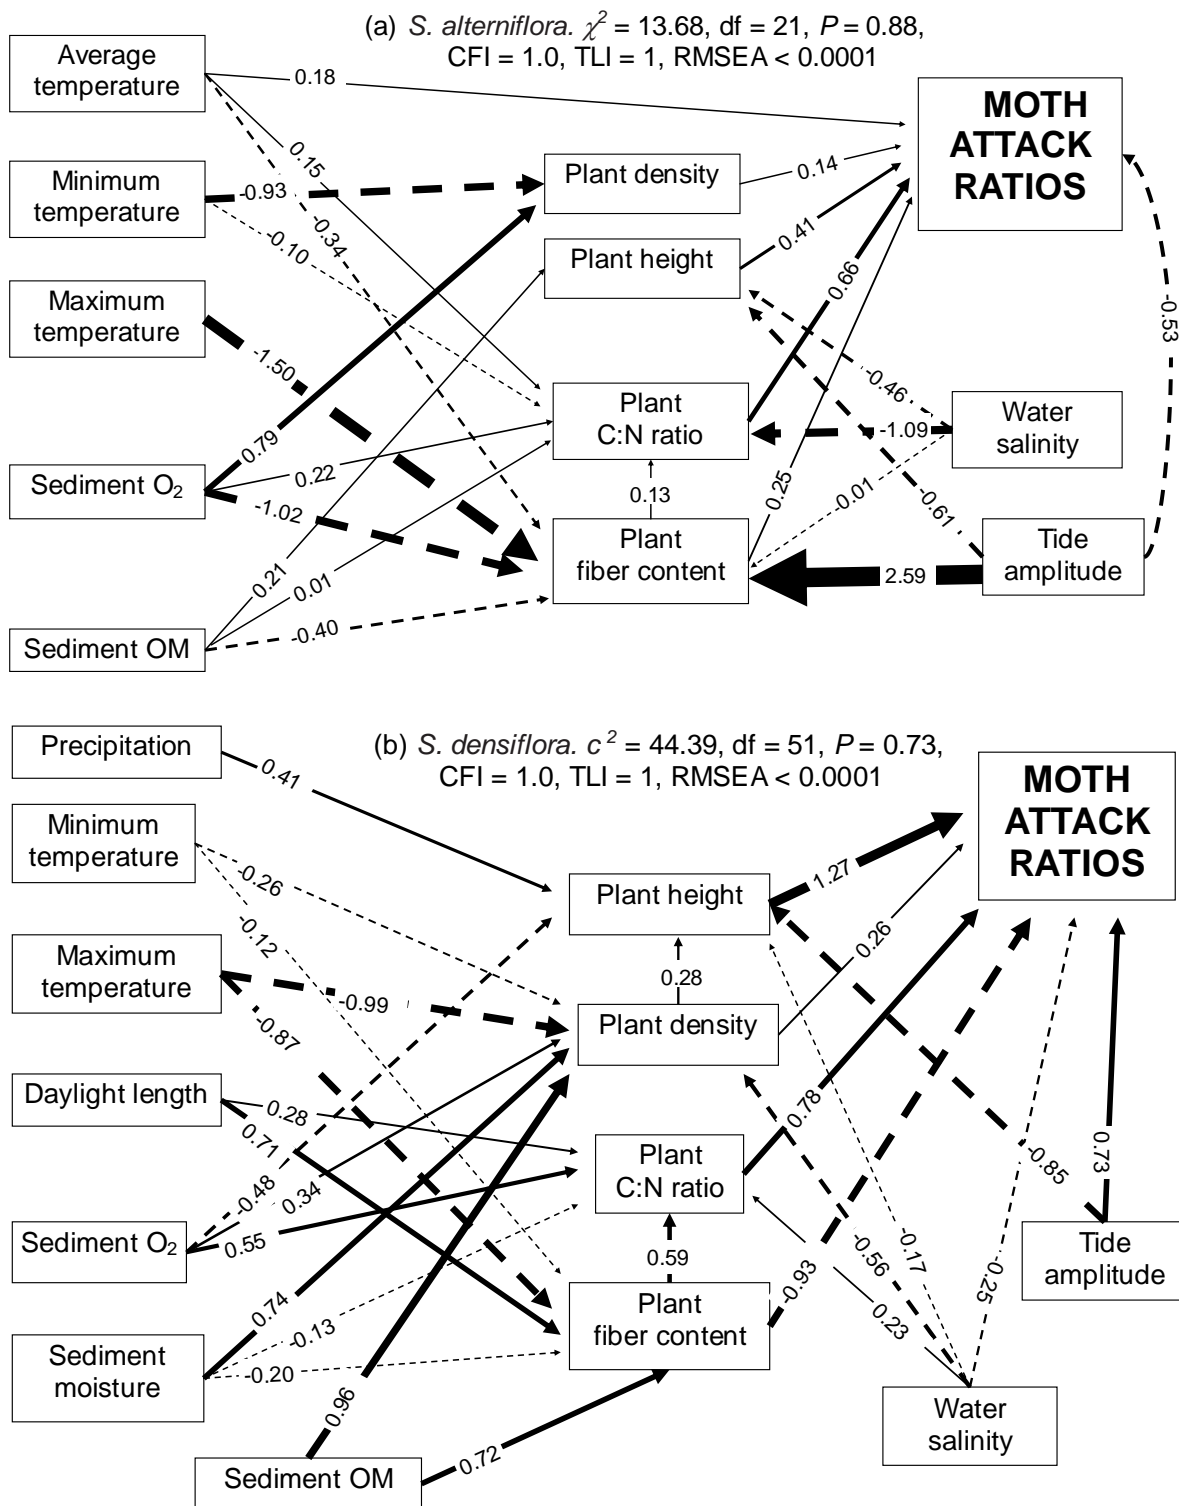 (a) S. alterniflora. χ² = 13.68, df = 21, P = 0.88,
CFI = 1.0, TLI = 1, RMSEA < 0.0001
Average
temperature
Minimum
temperature
Maximum
temperature
Sediment O₂
Sediment OM
Plant density
Plant height
Plant
C:N ratio
Plant
fiber content
MOTH
ATTACK
RATIOS
Water
salinity
Tide
amplitude
0.18
0.15
-0.34
-0.93
-0.10
-1.50
0.79
0.22
-1.02
0.21
0.01
-0.40
0.14
0.41
0.66
0.25
0.13
-0.46
-1.09
-0.01
-0.61
2.59
-0.53
(b) S. densiflora. c² = 44.39, df = 51, P = 0.73,
CFI = 1.0, TLI = 1, RMSEA < 0.0001
Precipitation
Minimum
temperature
Maximum
temperature
Daylight length
Sediment O₂
Sediment
moisture
Sediment OM
Plant height
Plant density
Plant
C:N ratio
Plant
fiber content
MOTH
ATTACK
RATIOS
Tide
amplitude
Water
salinity
0.41
-0.26
-0.12
-0.99
-0.87
0.28
0.71
-0.48
0.34
0.55
0.74
-0.13
-0.20
0.96
0.72
1.27
0.26
0.28
0.78
0.59
-0.93
-0.85
0.73
-0.56
-0.17
-0.25
0.23